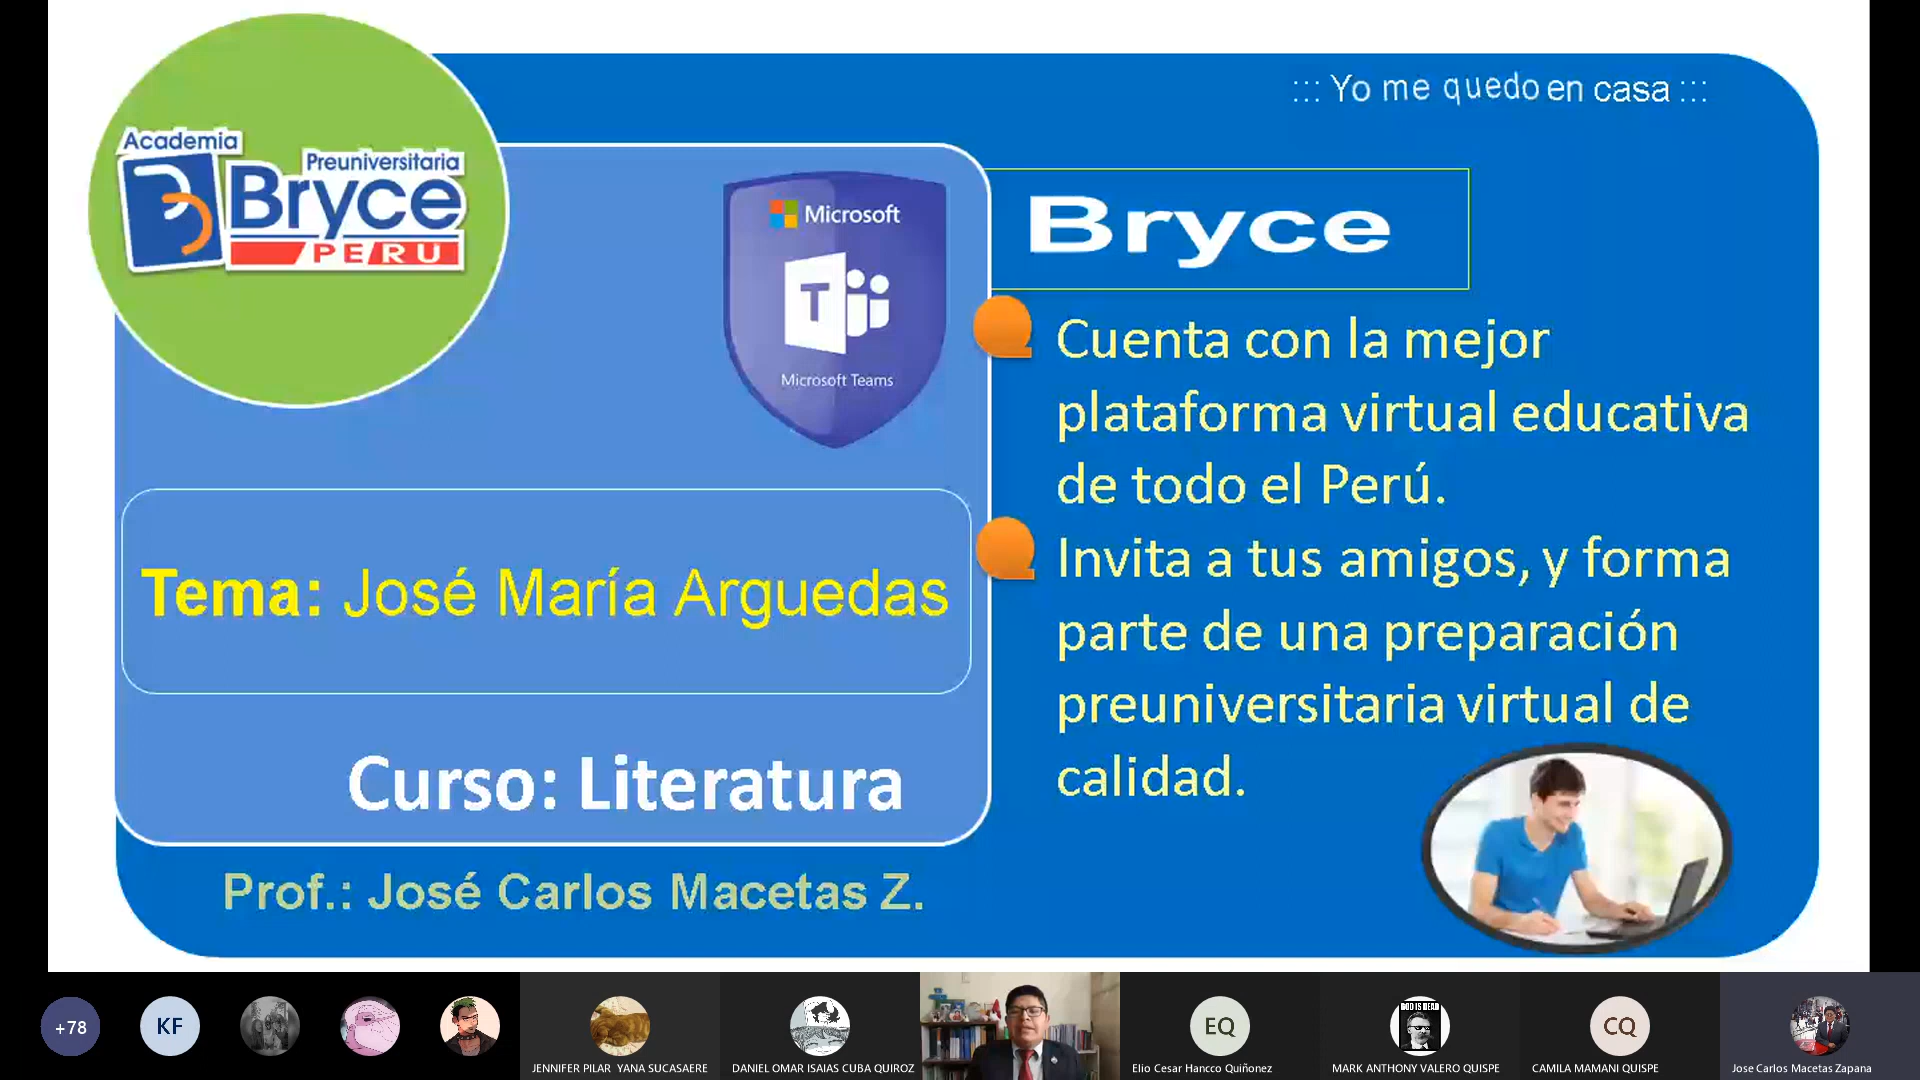 ::: Yo me quedo en casa :::
Academia
Preuniversitaria
Bryce
PERU
Microsoft
T
Microsoft Teams
Bryce
Cuenta con la mejor
plataforma virtual educativa
de todo el Perú.
Invita a tus amigos, y forma
parte de una preparación
preuniversitaria virtual de
calidad.
Tema: José María Arguedas
Curso: Literatura
Prof.: José Carlos Macetas Z.
+78
KF
EQ
GOD IS DEAD
CQ
JENNIFER PILAR YANA SUCASAERE
DANIEL OMAR ISAIAS CUBA QUIROZ
Elio Cesar Hancco Quiñonez
MARK ANTHONY VALERO QUISPE
CAMILA MAMANI QUISPE
Jose Carlos Macetas Zapana